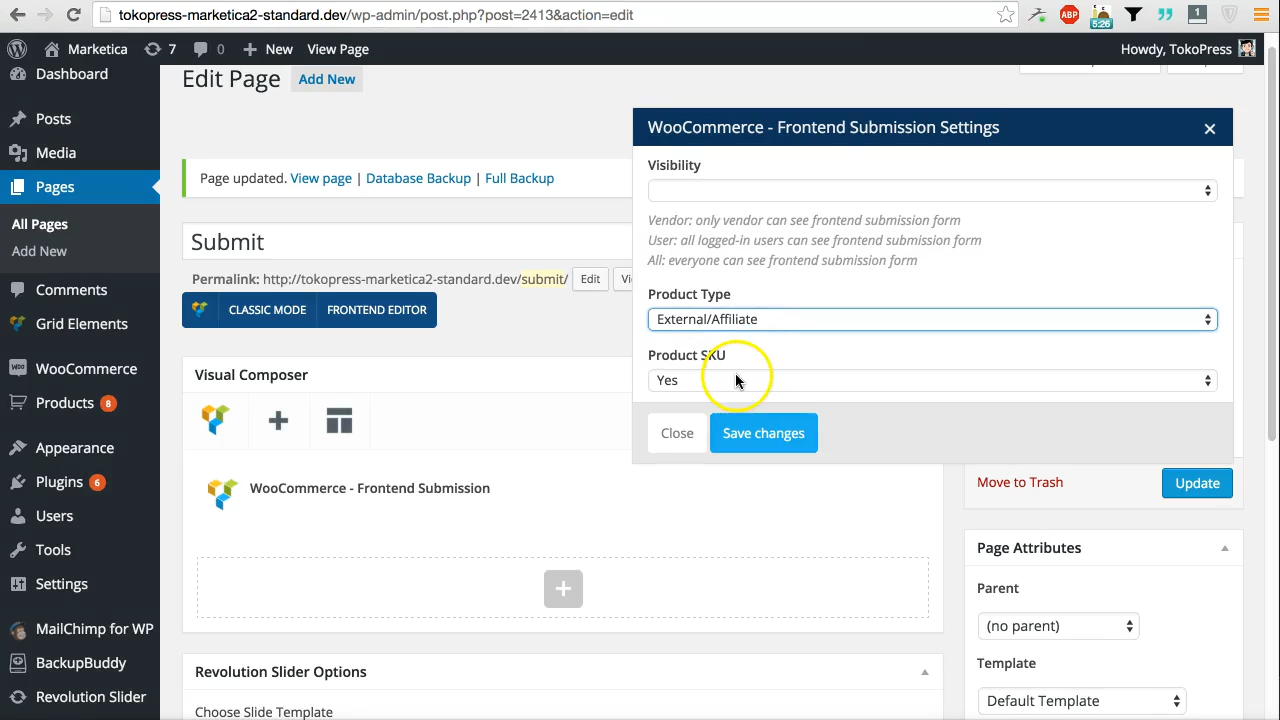 tokopress-marketica2-standard.dev/wp-admin/post.php?post=2413&action=edit
ABP
5:26
1
Marketica
7
0
New
View Page
Howdy, TokoPress
Dashboard
Posts
Media
Pages
All Pages
Add New
Comments
Grid Elements
WooCommerce
Products 8
Appearance
Plugins 6
Users
Tools
Settings
MailChimp for WP
BackupBuddy
Revolution Slider
Edit Page
Add New
Page updated. View page | Database Backup | Full Backup
Submit
Permalink: http://tokopress-marketica2-standard.dev/submit/
Edit
CLASSIC MODE
FRONTEND EDITOR
Visual Composer
WooCommerce - Frontend Submission
Revolution Slider Options
Choose Slide Template
WooCommerce - Frontend Submission Settings
Visibility
Vendor: only vendor can see frontend submission form
User: all logged-in users can see frontend submission form
All: everyone can see frontend submission form
Product Type
External/Affiliate
Product SKU
Yes
Close
Save changes
Move to Trash
Update
Page Attributes
Parent
(no parent)
Template
Default Template